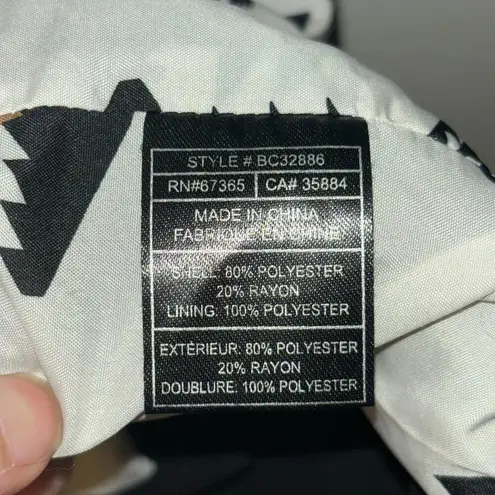 STYLE # BC32886
RN#67365 CA# 35884
MADE IN CHINA
FABRIQUE EN CHINE
SHELL: 80% POLYESTER
20% RAYON
LINING: 100% POLYESTER
EXTÉRIEUR: 80% POLYESTER
20% RAYON
DOUBLURE: 100% POLYESTER